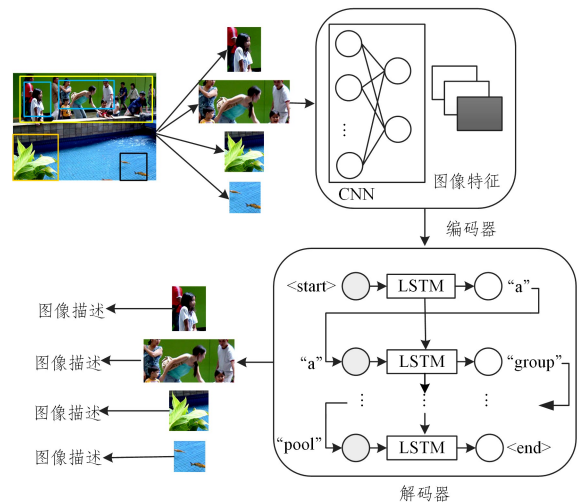 CNN
图像特征
编码器
<start>
LSTM
“a”
“a”
LSTM
“group”
“pool”
LSTM
<end>
解码器
图像描述
图像描述
图像描述
图像描述